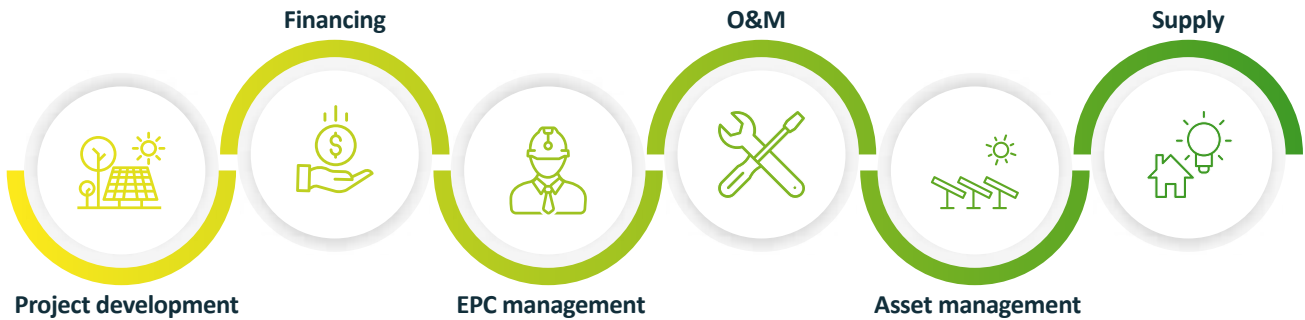 Financing
O&M
Supply
$
Project development
EPC management
Asset management